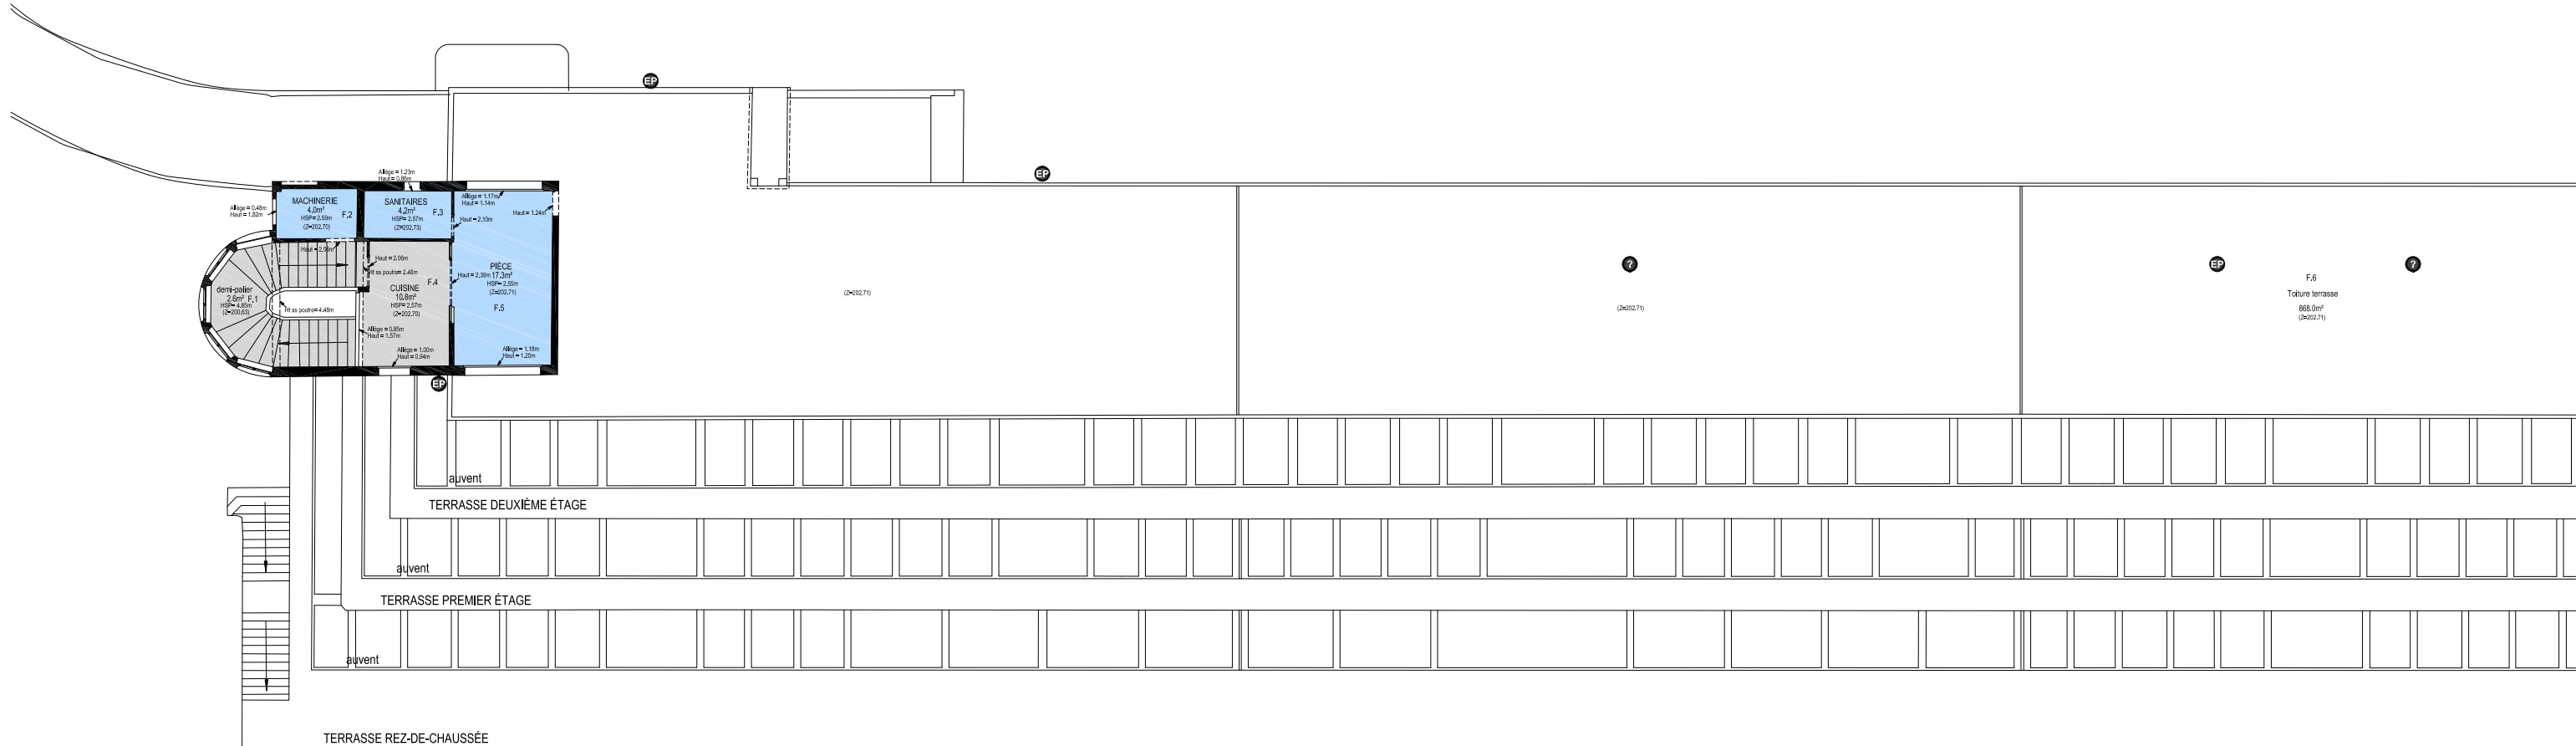 EP
EP
Allège = 1.23m
Haut = 0.86m
MACHINERIE
4,0m²
HSP= 2.59m
(Z=202.70)
F.2
SANITAIRES
4.2m²
HSP= 2.57m
(Z=202.73)
F.3
Allège = 1.17m
Haut = 1.14m
Haut = 1.24m
Allège = 0.48m
Haut = 1.82m
Haut = 2.10m
Haut = 2.06m
Haut = 2.06m
Ht ss poutre= 2.46m
PIÈCE
17.3m²
HSP= 2.55m
(Z=202.71)
F.5
Haut = 2.39m
F.4
CUISINE
10.8m²
HSP= 2.57m
(Z=202.70)
demi-palier
2.6m² F.1
HSP= 4.65m
(Z=200.63)
Ht ss poutre= 4.48m
Allège = 0.85m
Haut = 1.57m
Allège = 1.00m
Haut = 0.94m
Allège = 1.18m
Haut = 1.20m
EP
(Z=202.71)
?
(Z=202.71)
EP
?
F.6
Toiture terrasse
868.0m²
(Z=202.71)
auvent
TERRASSE DEUXIÈME ÉTAGE
auvent
TERRASSE PREMIER ÉTAGE
auvent
TERRASSE REZ-DE-CHAUSSÉE